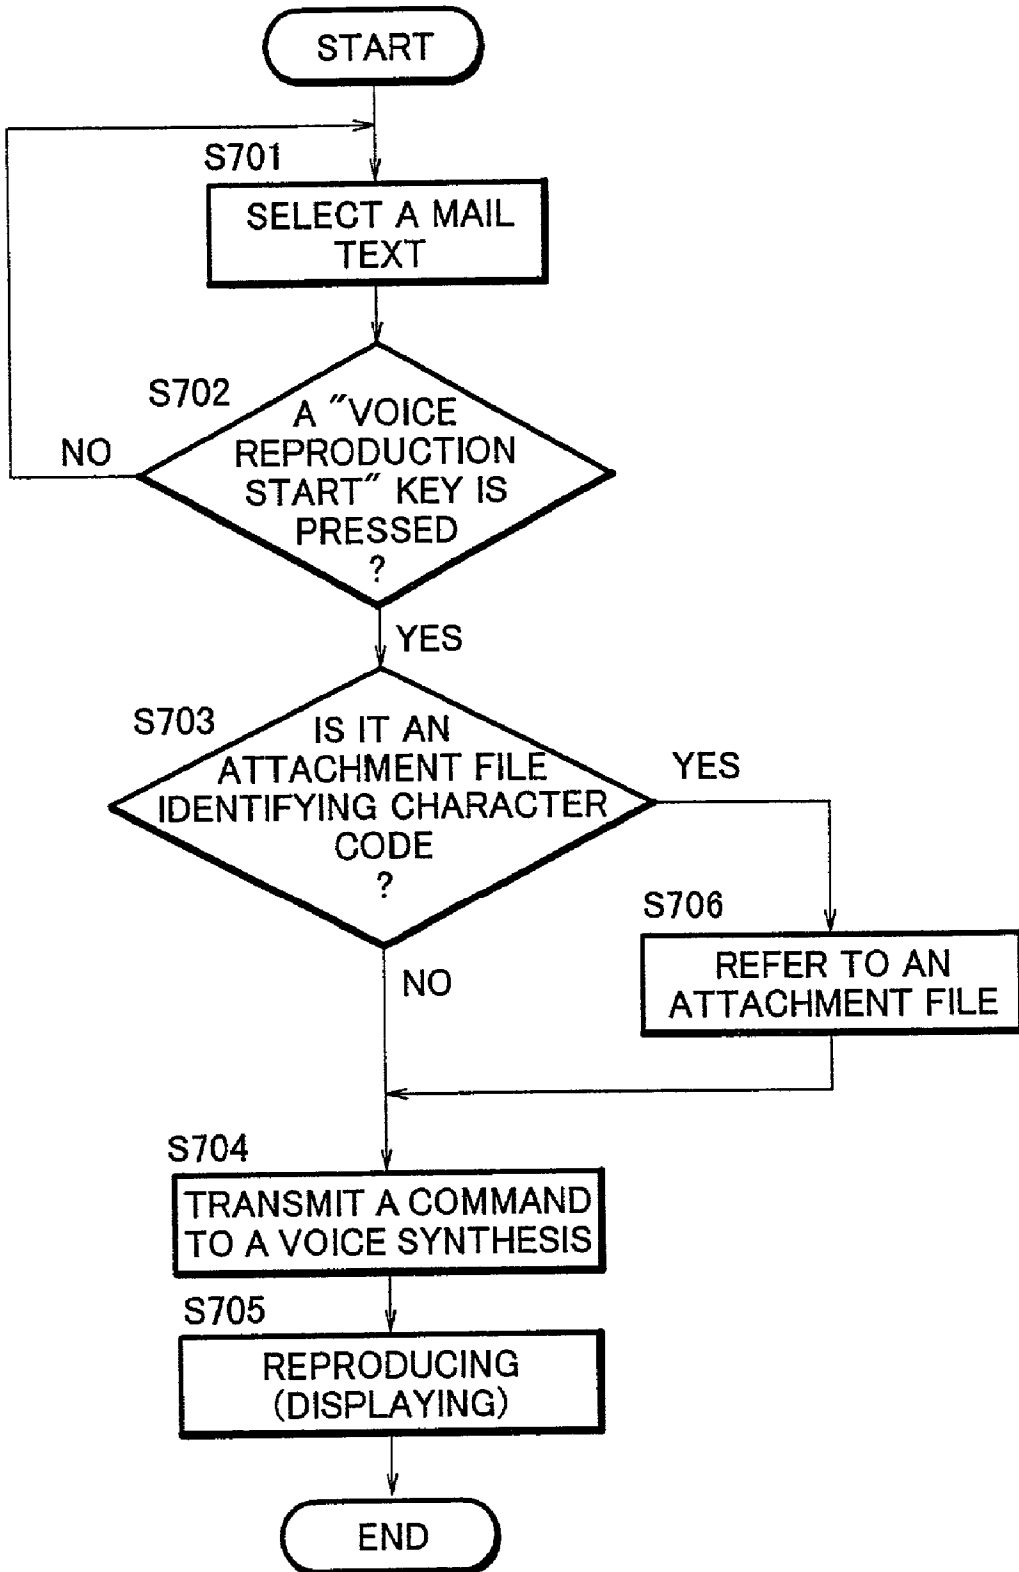 START
S701
SELECT A MAIL
TEXT
S702
A "VOICE
REPRODUCTION
START" KEY IS
PRESSED
?
NO
YES
S703
IS IT AN
ATTACHMENT FILE
IDENTIFYING CHARACTER
CODE
?
YES
NO
S706
REFER TO AN
ATTACHMENT FILE
S704
TRANSMIT A COMMAND
TO A VOICE SYNTHESIS
S705
REPRODUCING
(DISPLAYING)
END